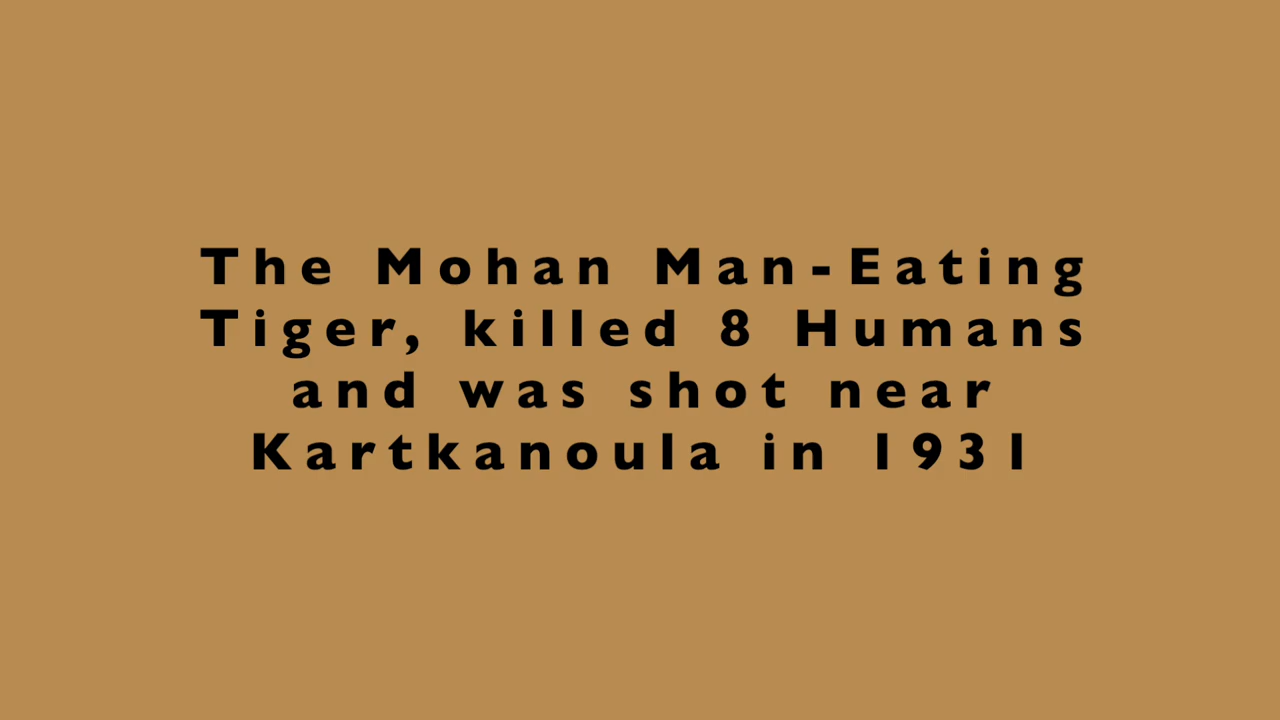 The Mohan Man-Eating
Tiger, killed 8 Humans
and was shot near
Kartkanoula in 1931